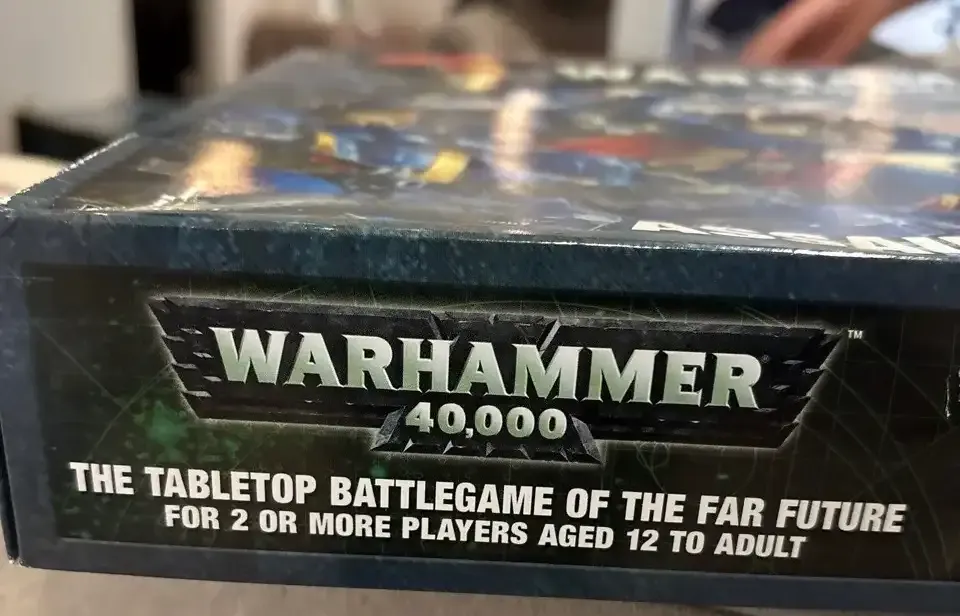 WARHAMMER®
40,000
™
THE TABLETOP BATTLEGAME OF THE FAR FUTURE
FOR 2 OR MORE PLAYERS AGED 12 TO ADULT